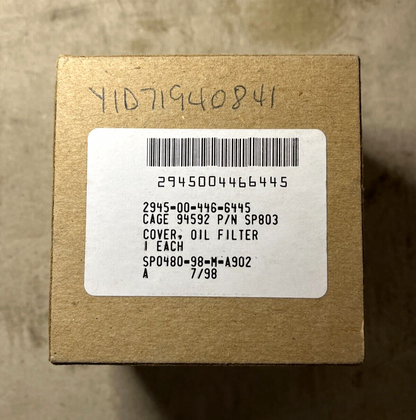 Y1D71940841
2945004466445
2945-00-446-6445
CAGE 94592 P/N SP803
COVER, OIL FILTER
1 EACH
SP0480-98-M-A902
A 7/98